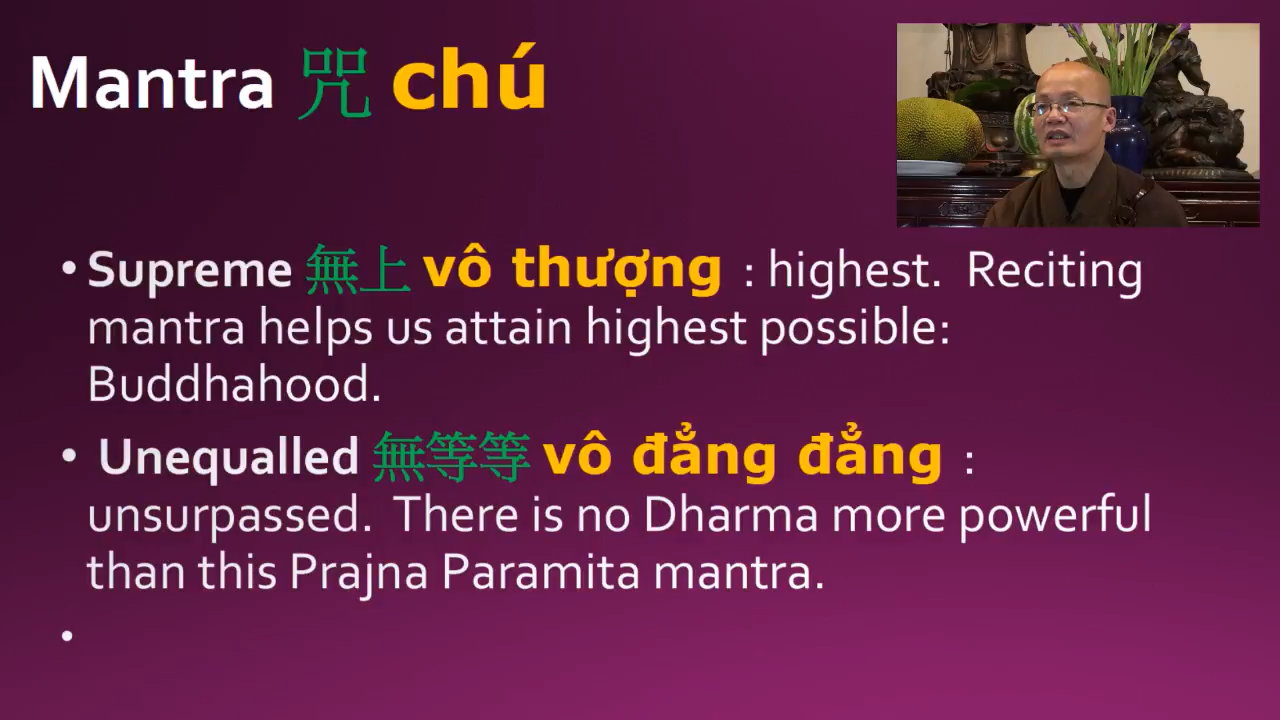 Mantra 咒 chú
• Supreme 無上 vô thượng : highest.  Reciting
mantra helps us attain highest possible:
Buddhahood.
• Unequalled 無等等 vô đẳng đẳng :
unsurpassed.  There is no Dharma more powerful
than this Prajna Paramita mantra.
•